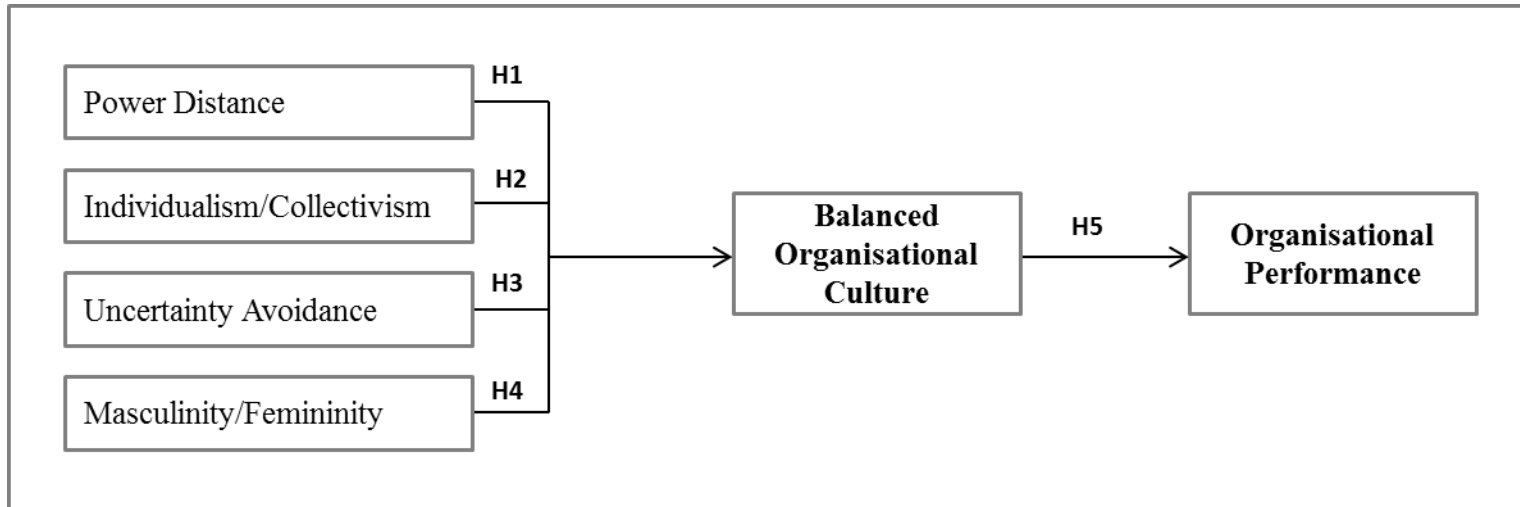 H1
Power Distance
H2
Individualism/Collectivism
H3
Uncertainty Avoidance
H4
Masculinity/Femininity
Balanced
Organisational
Culture
H5
Organisational
Performance